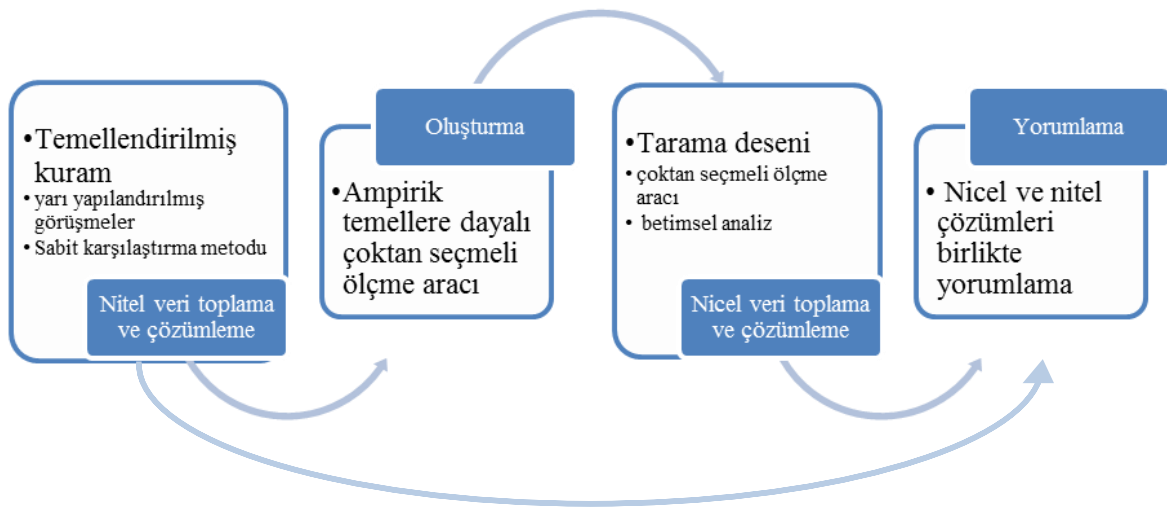 •Temellendirilmiş
kuram
•yarı yapılandırılmış
görüşmeler
•Sabit karşılaştırma metodu
Nitel veri toplama
ve çözümleme
Oluşturma
•Ampirik
temellere dayalı
çoktan seçmeli
ölçme aracı
•Tarama deseni
•çoktan seçmeli ölçme
aracı
• betimsel analiz
Nicel veri toplama
ve çözümleme
Yorumlama
• Nicel ve nitel
çözümleri
birlikte
yorumlama